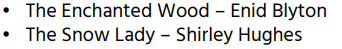 • The Enchanted Wood – Enid Blyton
• The Snow Lady – Shirley Hughes